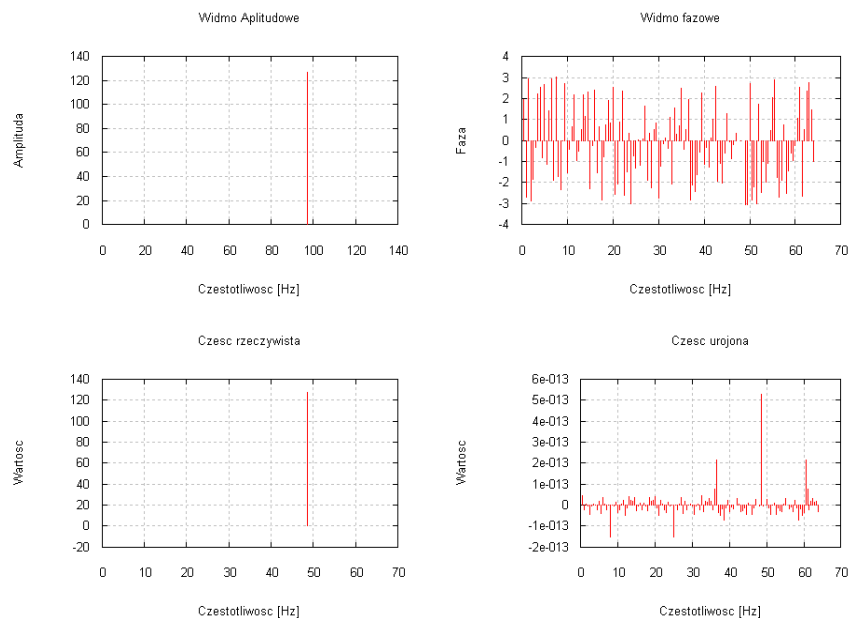 Widmo Aplitudowe
Amplituda
140
120
100
80
60
40
20
0
0 20 40 60 80 100 120 140
Czestotliwosc [Hz]
Widmo fazowe
Faza
4
3
2
1
0
-1
-2
-3
-4
0 10 20 30 40 50 60 70
Czestotliwosc [Hz]
Czesc rzeczywista
Wartosc
140
120
100
80
60
40
20
0
-20
0 10 20 30 40 50 60 70
Czestotliwosc [Hz]
Czesc urojona
Wartosc
6e-013
5e-013
4e-013
3e-013
2e-013
1e-013
0
-1e-013
-2e-013
0 10 20 30 40 50 60 70
Czestotliwosc [Hz]